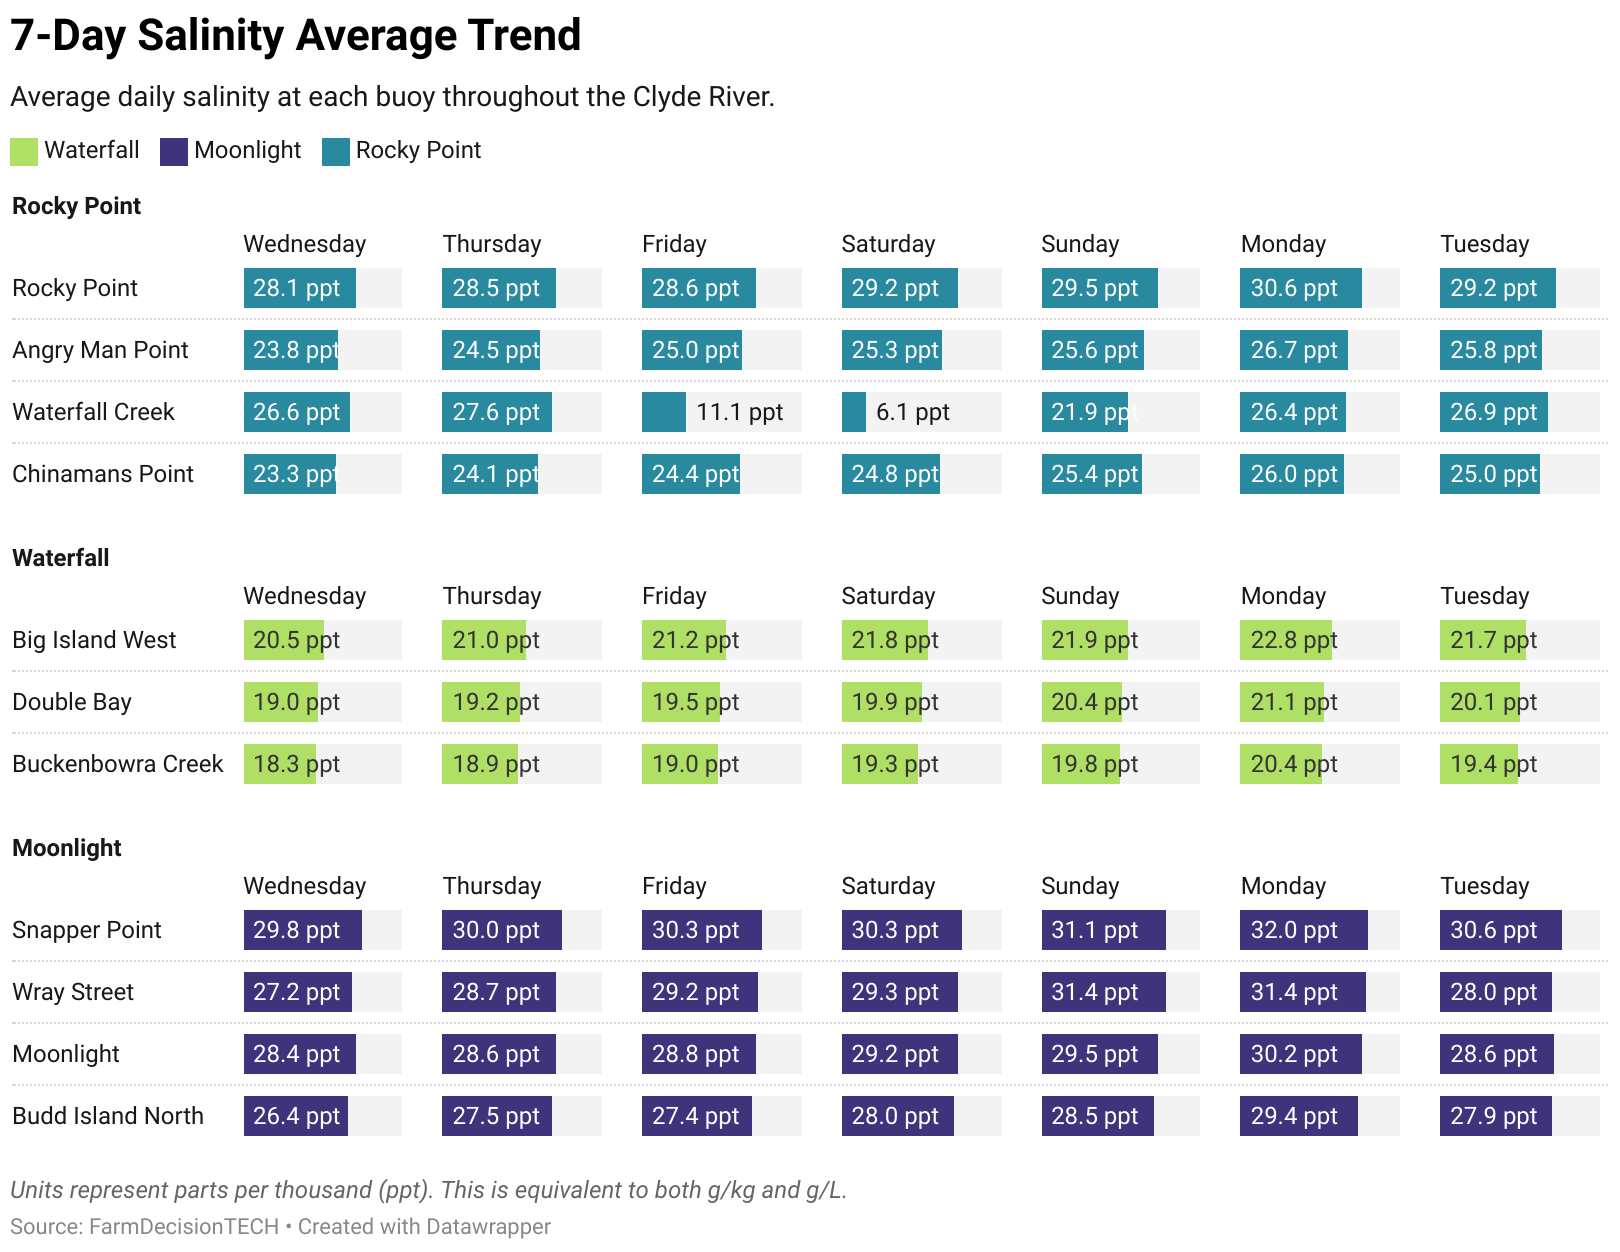 7-Day Salinity Average Trend
Average daily salinity at each buoy throughout the Clyde River.
Waterfall Moonlight Rocky Point
Rocky Point
Wednesday Thursday Friday Saturday Sunday Monday Tuesday
Rocky Point 28.1 ppt 28.5 ppt 28.6 ppt 29.2 ppt 29.5 ppt 30.6 ppt 29.2 ppt
Angry Man Point 23.8 ppt 24.5 ppt 25.0 ppt 25.3 ppt 25.6 ppt 26.7 ppt 25.8 ppt
Waterfall Creek 26.6 ppt 27.6 ppt 11.1 ppt 6.1 ppt 21.9 ppt 26.4 ppt 26.9 ppt
Chinamans Point 23.3 ppt 24.1 ppt 24.4 ppt 24.8 ppt 25.4 ppt 26.0 ppt 25.0 ppt
Waterfall
Wednesday Thursday Friday Saturday Sunday Monday Tuesday
Big Island West 20.5 ppt 21.0 ppt 21.2 ppt 21.8 ppt 21.9 ppt 22.8 ppt 21.7 ppt
Double Bay 19.0 ppt 19.2 ppt 19.5 ppt 19.9 ppt 20.4 ppt 21.1 ppt 20.1 ppt
Buckenbowra Creek 18.3 ppt 18.9 ppt 19.0 ppt 19.3 ppt 19.8 ppt 20.4 ppt 19.4 ppt
Moonlight
Wednesday Thursday Friday Saturday Sunday Monday Tuesday
Snapper Point 29.8 ppt 30.0 ppt 30.3 ppt 30.3 ppt 31.1 ppt 32.0 ppt 30.6 ppt
Wray Street 27.2 ppt 28.7 ppt 29.2 ppt 29.3 ppt 31.4 ppt 31.4 ppt 28.0 ppt
Moonlight 28.4 ppt 28.6 ppt 28.8 ppt 29.2 ppt 29.5 ppt 30.2 ppt 28.6 ppt
Budd Island North 26.4 ppt 27.5 ppt 27.4 ppt 28.0 ppt 28.5 ppt 29.4 ppt 27.9 ppt
Units represent parts per thousand (ppt). This is equivalent to both g/kg and g/L.
Source: FarmDecisionTECH • Created with Datawrapper